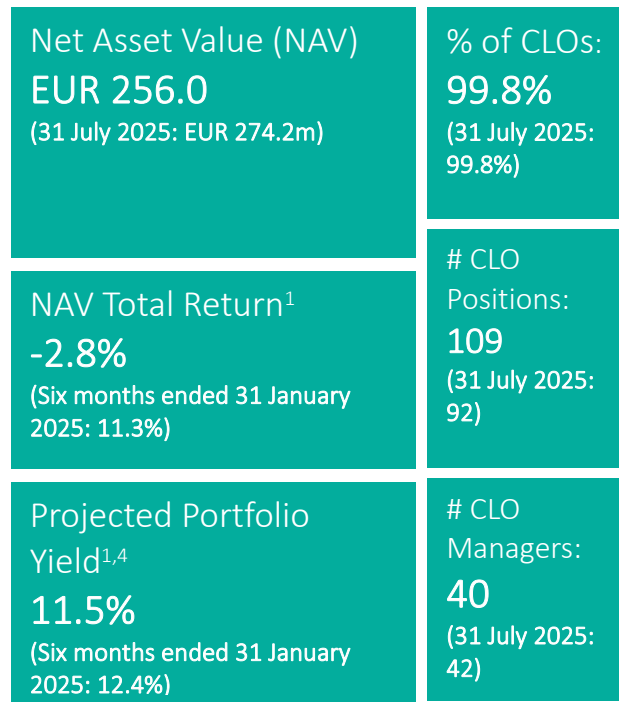 Net Asset Value (NAV)
EUR 256.0
(31 July 2025: EUR 274.2m)
NAV Total Return¹
-2.8%
(Six months ended 31 January
2025: 11.3%)
Projected Portfolio
Yield¹,⁴
11.5%
(Six months ended 31 January
2025: 12.4%)
% of CLOs:
99.8%
(31 July 2025:
99.8%)
# CLO
Positions:
109
(31 July 2025:
92)
# CLO
Managers:
40
(31 July 2025:
42)